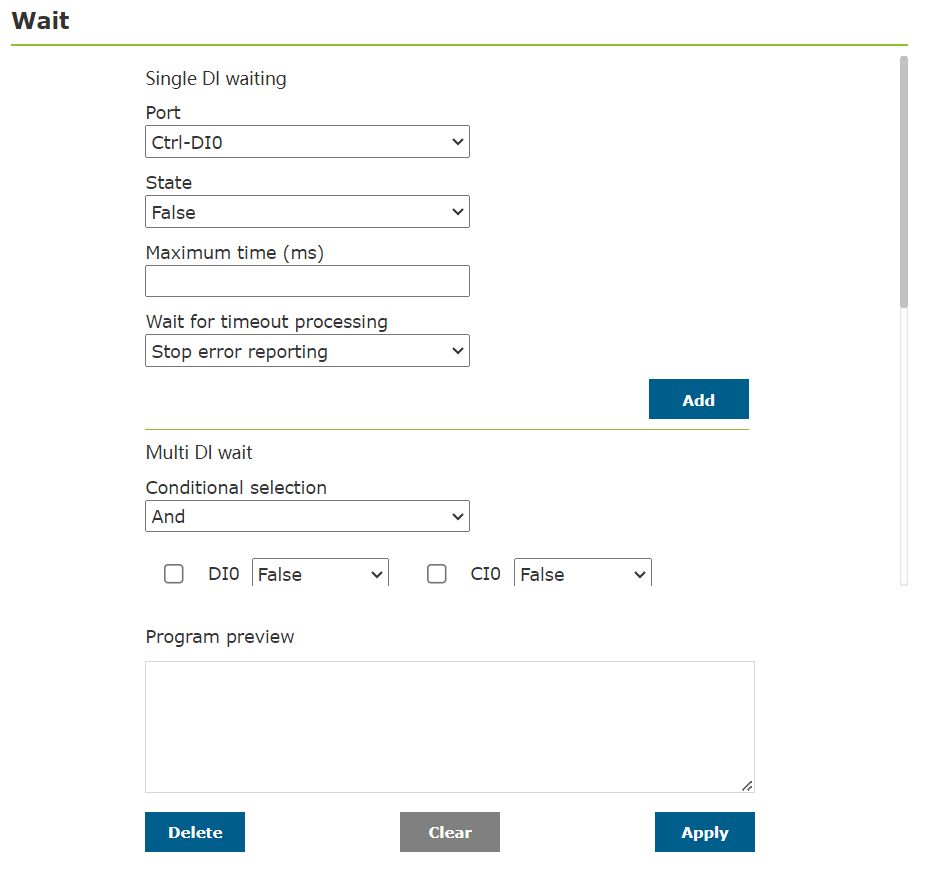 Wait
Single DI waiting
Port
Ctrl-DI0
State
False
Maximum time (ms)
Wait for timeout processing
Stop error reporting
Add
Multi DI wait
Conditional selection
And
DI0 False CI0 False
Program preview
Delete Clear Apply